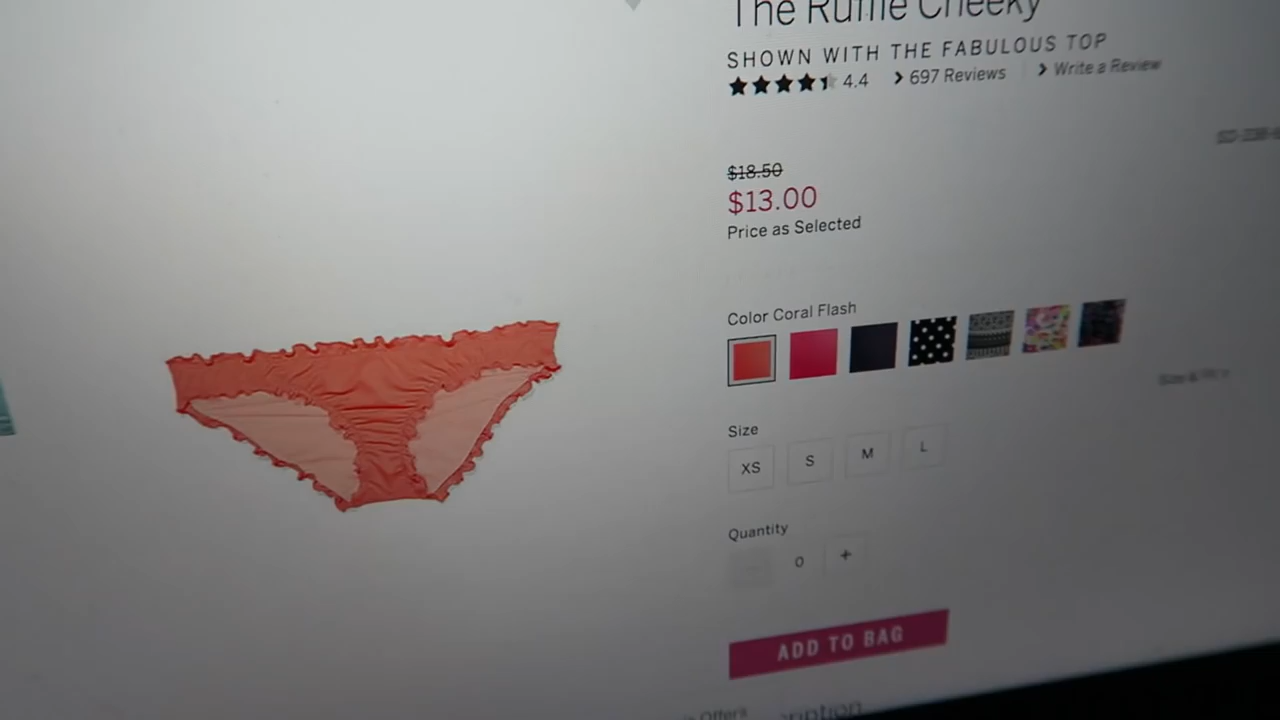 The Ruffle Cheeky
SHOWN WITH THE FABULOUS TOP
4.4 697 Reviews Write a Review
$18.50
$13.00
Price as Selected
Color Coral Flash
Size
XS S M L
Quantity
0 +
ADD TO BAG
Offers